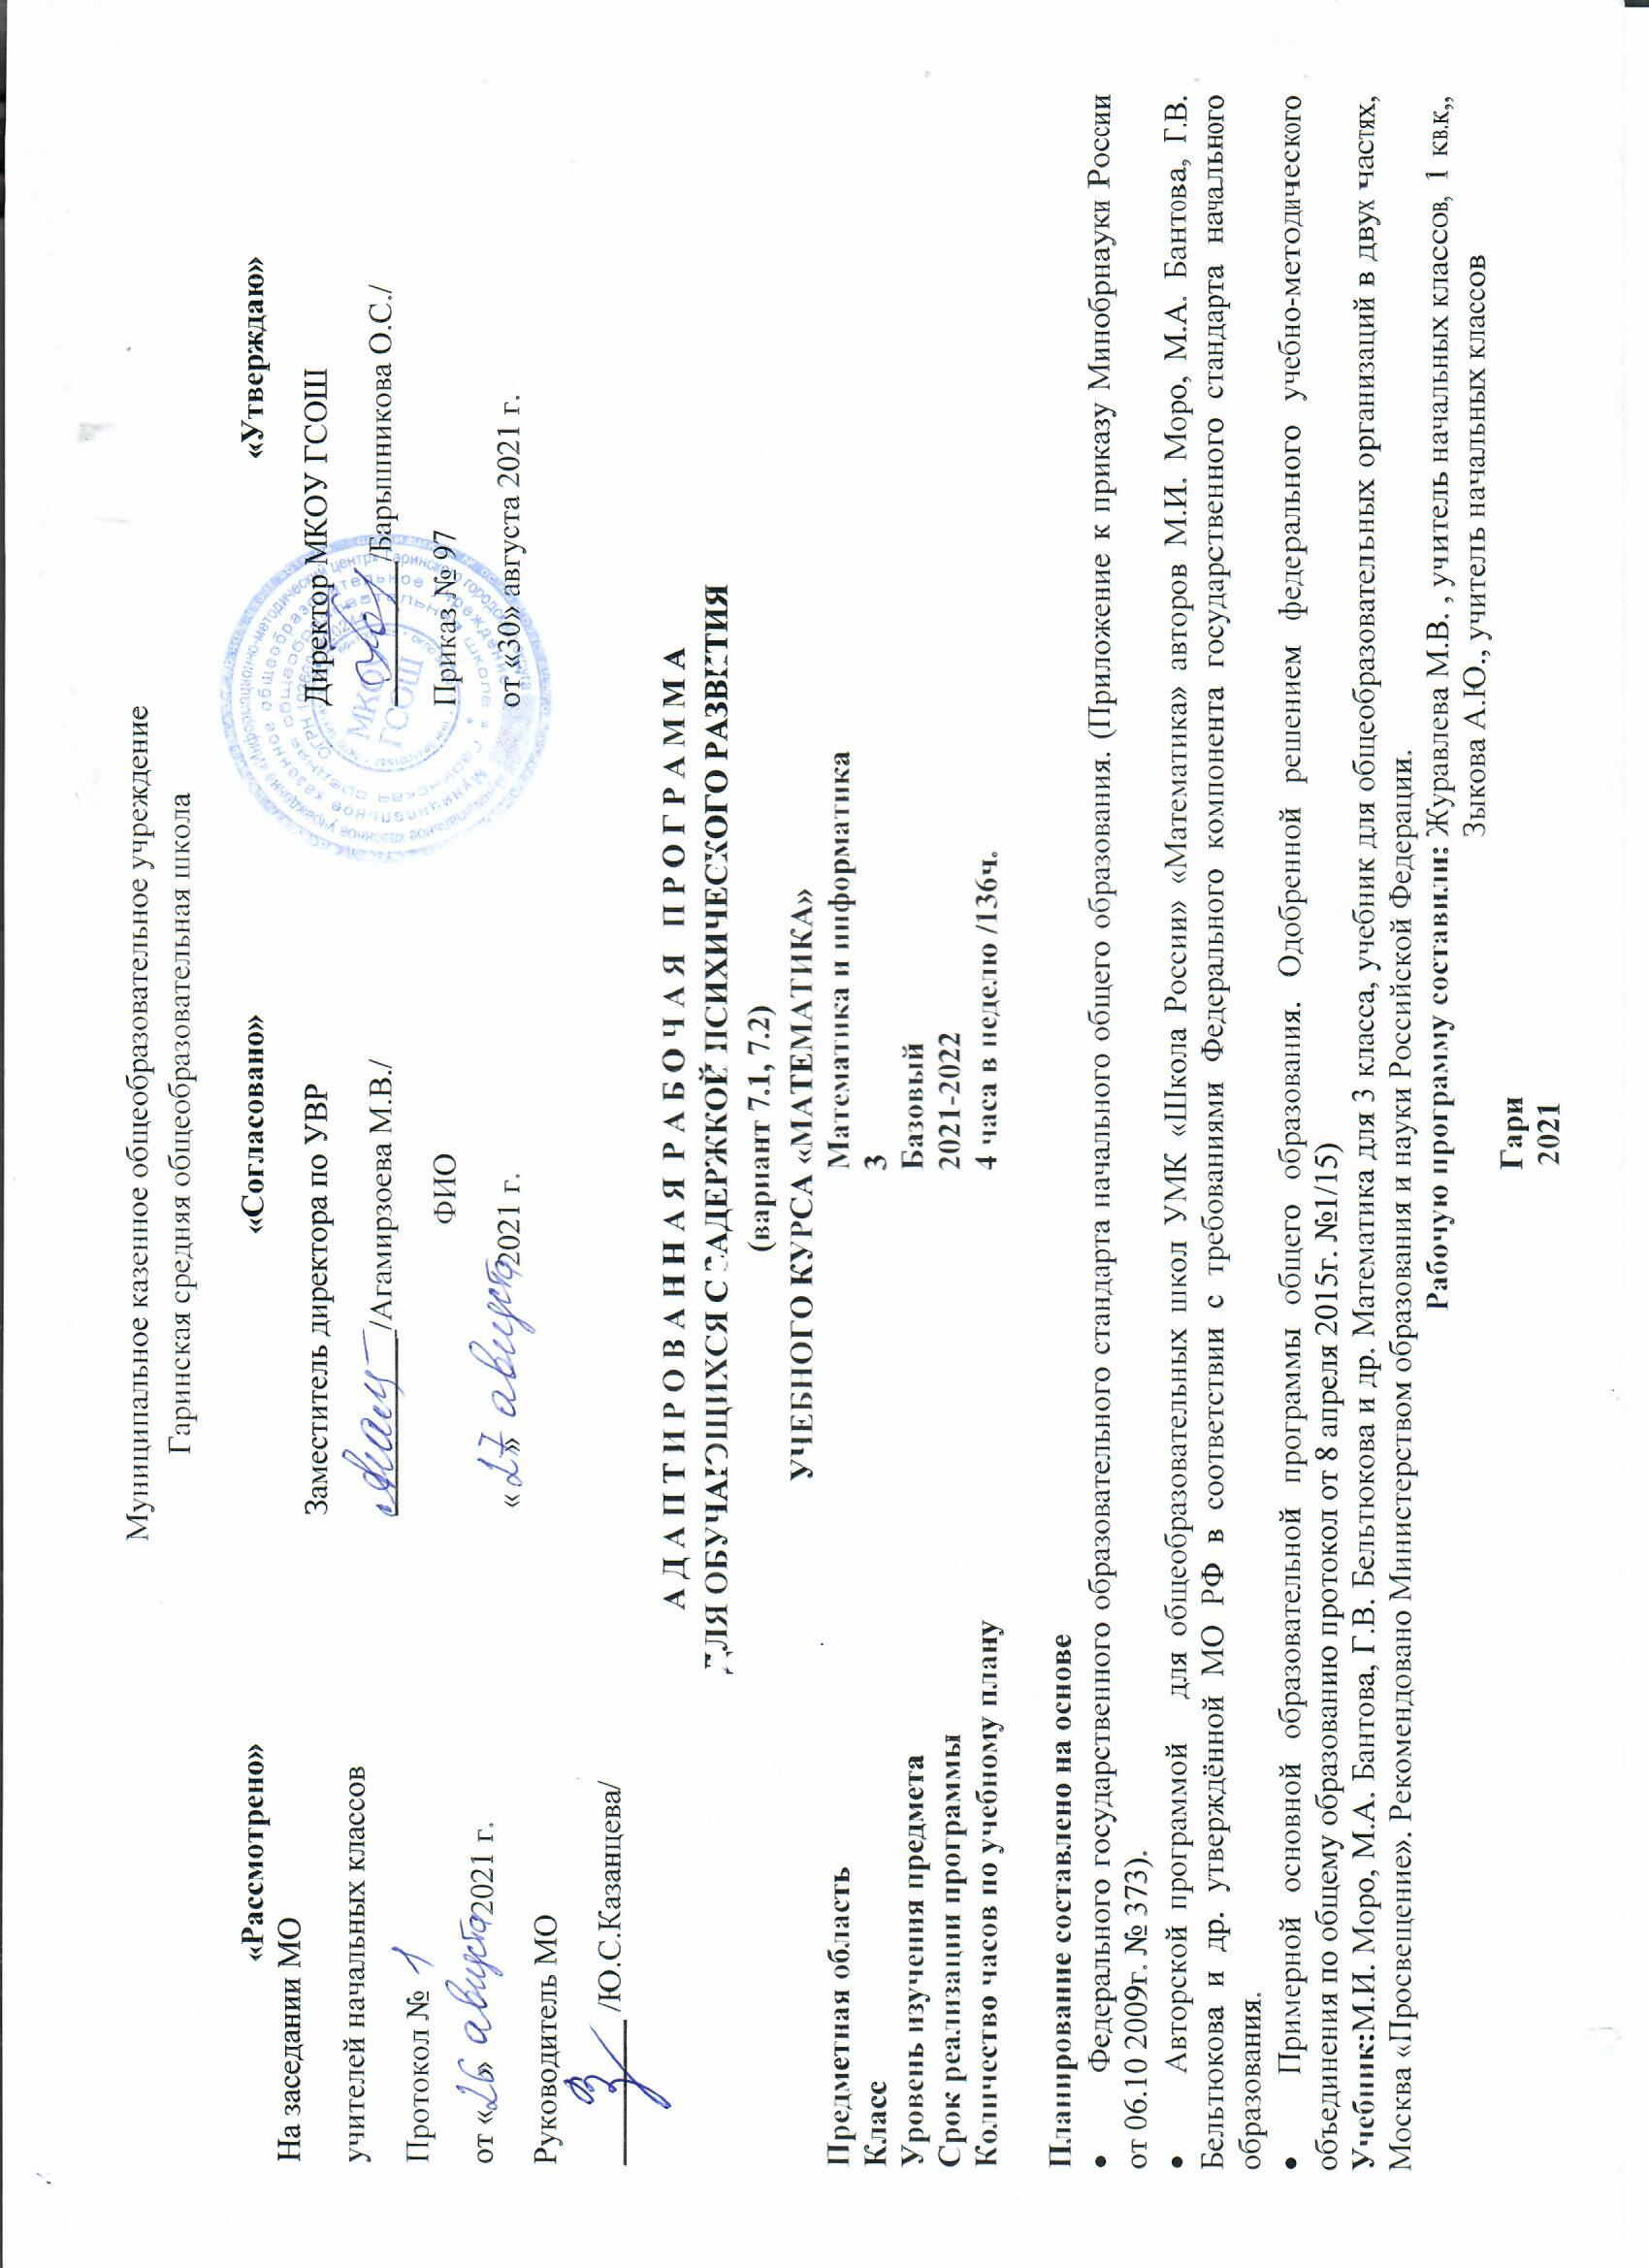 Муниципальное казенное общеобразовательное учреждение
Гаринская средняя общеобразовательная школа
«Рассмотрено»
На заседании МО
учителей начальных классов
Протокол № 1
от «26» августа 2021 г.
Руководитель МО
/Ю.С.Казанцева/
«Согласовано»
Заместитель директора по УВР
/Агамирзоева М.В./
ФИО
«27» августа 2021 г.
«Утверждаю»
Директор МКОУ ГСОШ
/Барышникова О.С./
Приказ № 97
от «30» августа 2021 г.
МКОУ
ГСОШ
А Д А П Т И Р О В А Н Н А Я Р А Б О Ч А Я П Р О Г Р А М М А
ДЛЯ ОБУЧАЮЩИХСЯ С ЗАДЕРЖКОЙ ПСИХИЧЕСКОГО РАЗВИТИЯ
(вариант 7.1, 7.2)
УЧЕБНОГО КУРСА «МАТЕМАТИКА»
Предметная область Математика и информатика
Класс 3
Уровень изучения предмета Базовый
Срок реализации программы 2021-2022
Количество часов по учебному плану 4 часа в неделю /136ч.
Планирование составлено на основе
• Федерального государственного образовательного стандарта начального общего образования. (Приложение к приказу Минобрнауки России
от 06.10 2009г. № 373).
• Авторской программой для общеобразовательных школ УМК «Школа России» «Математика» авторов М.И. Моро, М.А. Бантова, Г.В.
Бельтюкова и др. утверждённой МО РФ в соответствии с требованиями Федерального компонента государственного стандарта начального
образования.
• Примерной основной образовательной программы общего образования. Одобренной решением федерального учебно-методического
объединения по общему образованию протокол от 8 апреля 2015г. №1/15)
Учебник:М.И. Моро, М.А. Бантова, Г.В. Бельтюкова и др. Математика для 3 класса, учебник для общеобразовательных организаций в двух частях,
Москва «Просвещение». Рекомендовано Министерством образования и науки Российской Федерации.
Рабочую программу составили: Журавлева М.В. , учитель начальных классов, 1 кв.к,,
Зыкова А.Ю., учитель начальных классов
Гари
2021